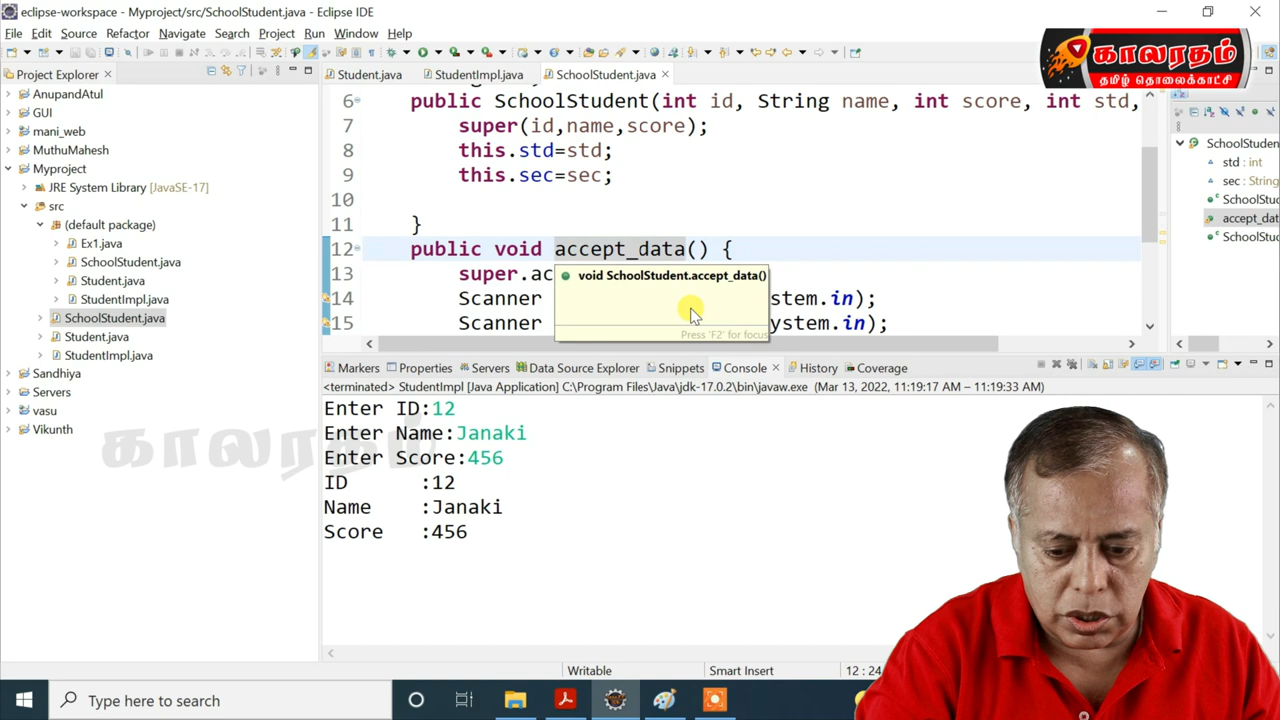 eclipse-workspace - Myproject/src/SchoolStudent.java - Eclipse IDE
File Edit Source Refactor Navigate Search Project Run Window Help
காலரதம்
தமிழ் தொலைக்காட்சி
Project Explorer
AnupandAtul
GUI
mani_web
MuthuMahesh
Myproject
JRE System Library [JavaSE-17]
src
(default package)
Ex1.java
SchoolStudent.java
Student.java
StudentImpl.java
SchoolStudent.java
Student.java
StudentImpl.java
Sandhiya
Servers
vasu
Vikunth
காலரதம்
Student.java StudentImpl.java SchoolStudent.java
6 public SchoolStudent(int id, String name, int score, int std,
7 super(id,name,score);
8 this.std=std;
9 this.sec=sec;
10
11 }
12 public void accept_data() {
13 super.ac
14 Scanner ystem.in);
15 Scanner ystem.in);
void SchoolStudent.accept_data()
Press 'F2' for focus
SchoolStuden
std : int
sec : String
SchoolStu
accept_dat
SchoolStu
Markers Properties Servers Data Source Explorer Snippets Console History Coverage
<terminated> StudentImpl [Java Application] C:\Program Files\Java\jdk-17.0.2\bin\javaw.exe (Mar 13, 2022, 11:19:17 AM – 11:19:33 AM)
Enter ID:12
Enter Name:Janaki
Enter Score:456
ID :12
Name :Janaki
Score :456
Writable Smart Insert 12 : 24
Type here to search